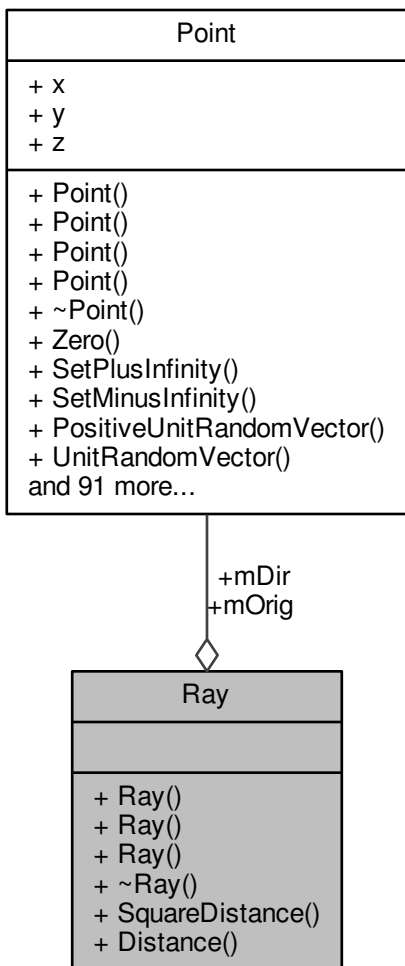 Point
+ x
+ y
+ z
+ Point()
+ Point()
+ Point()
+ Point()
+ ~Point()
+ Zero()
+ SetPlusInfinity()
+ SetMinusInfinity()
+ PositiveUnitRandomVector()
+ UnitRandomVector()
and 91 more...
+mDir
+mOrig
Ray
+ Ray()
+ Ray()
+ Ray()
+ ~Ray()
+ SquareDistance()
+ Distance()